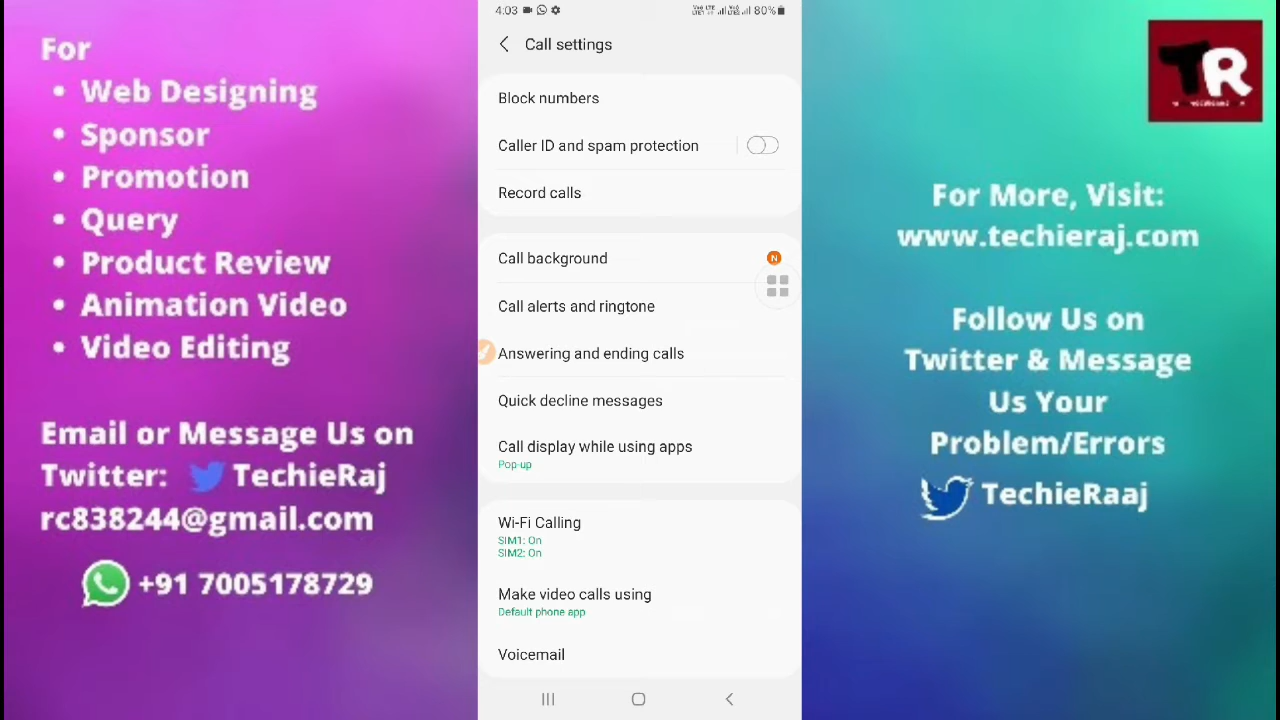 For
• Web Designing
• Sponsor
• Promotion
• Query
• Product Review
• Animation Video
• Video Editing
Email or Message Us on
Twitter: TechieRaj
rc838244@gmail.com
+91 7005178729
4:03
80%
Call settings
Block numbers
Caller ID and spam protection
Record calls
Call background
N
Call alerts and ringtone
Answering and ending calls
Quick decline messages
Call display while using apps
Pop-up
Wi-Fi Calling
SIM1: On
SIM2: On
Make video calls using
Default phone app
Voicemail
TR
For More, Visit:
www.techieraj.com
Follow Us on
Twitter & Message
Us Your
Problem/Errors
TechieRaaj